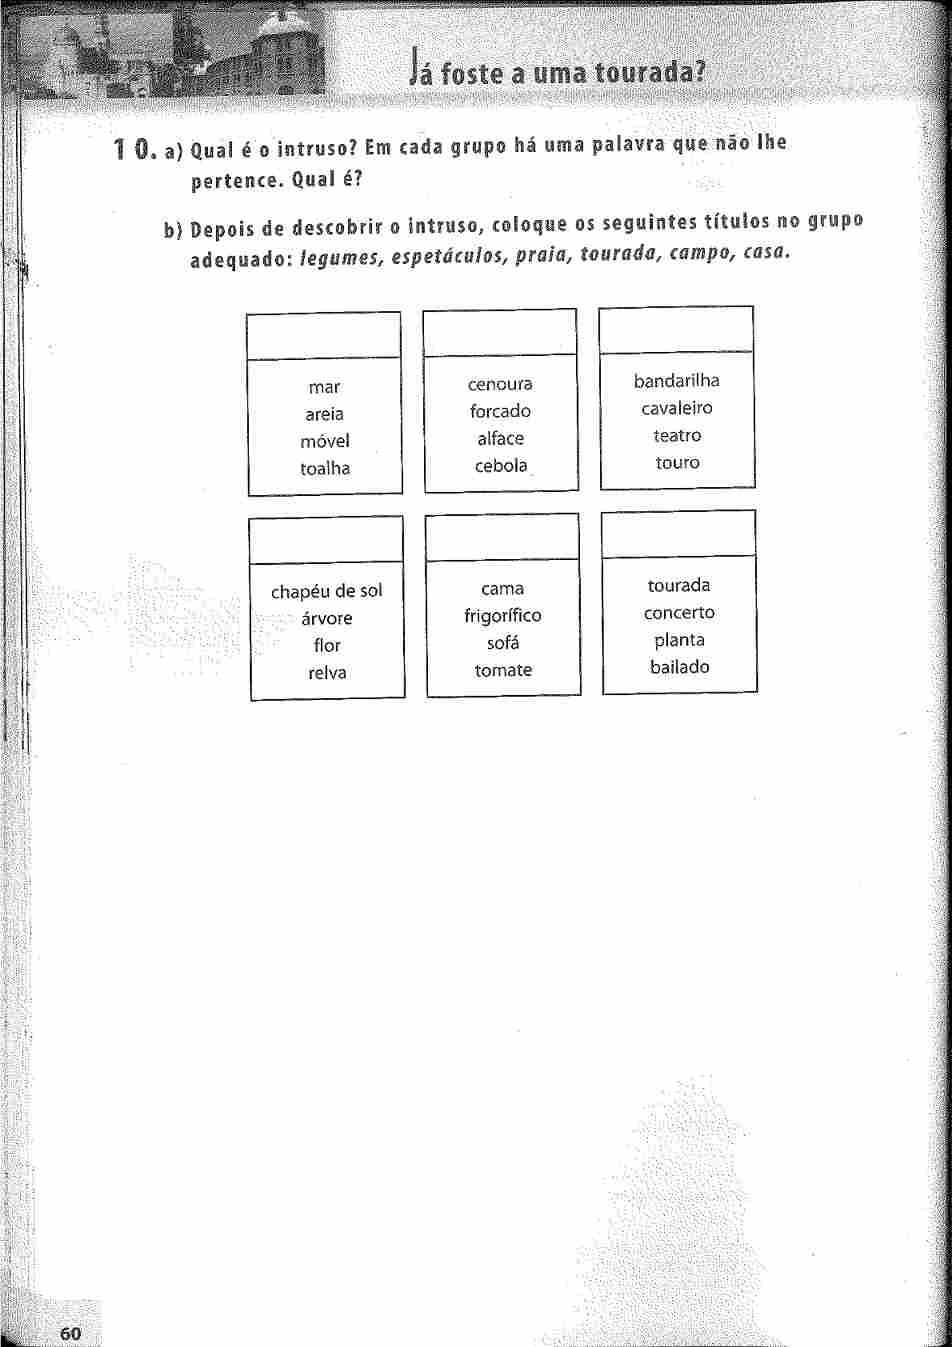 Já foste a uma tourada?
10. a) Qual é o intruso? Em cada grupo há uma palavra que não lhe
pertence. Qual é?
b) Depois de descobrir o intruso, coloque os seguintes títulos no grupo
adequado: legumes, espetáculos, praia, tourada, campo, casa.
mar
areia
móvel
toalha
cenoura
forcado
alface
cebola
bandarilha
cavaleiro
teatro
touro
chapéu de sol
árvore
flor
relva
cama
frigorífico
sofá
tomate
tourada
concerto
planta
bailado
60